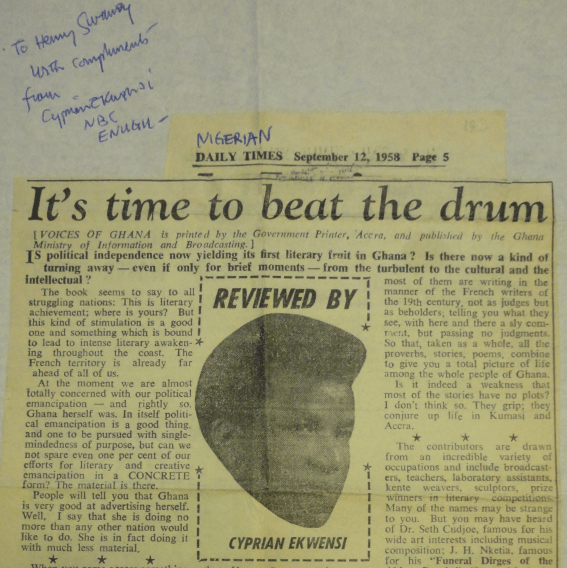 To Henry Swanzy
with compliments
from
Cyprian Ekwensi
NBC
ENUGU
NIGERIAN
DAILY TIMES September 12, 1958 Page 5
It's time to beat the drum
[VOICES OF GHANA is printed by the Government Printer, Accra, and published by the Ghana
Ministry of Information and Broadcasting.]
IS political independence now yielding its first literary fruit in Ghana? Is there now a kind of
turning away — even if only for brief moments — from the turbulent to the cultural and the
intellectual?
The book seems to say to all
struggling nations: This is literary
achievement; where is yours? But
this kind of stimulation is a good
one and something which is bound
to lead to intense literary awaken-
ing throughout the coast. The
French territory is already far
ahead of all of us.
At the moment we are almost
totally concerned with our political
emancipation — and rightly so.
Ghana herself was. In itself politi-
cal emancipation is a good thing,
and one to be pursued with single-
mindedness of purpose, but can we
not spare even one per cent of our
efforts for literary and creative
emancipation in a CONCRETE
form? The material is there.
People will tell you that Ghana
is very good at advertising herself.
Well, I say that she is doing no
more than any other nation would
like to do. She is in fact doing it
with much less material.
REVIEWED BY
CYPRIAN EKWENSI
most of them are writing in the
manner of the French writers of
the 19th century, not as judges but
as beholders; telling you what they
see, with here and there a sly com-
ment, but passing no judgments.
So that, taken as a whole, all the
proverbs, stories, poems, combine
to give you a total picture of life
among the whole people of Ghana.
Is it indeed a weakness that
most of the stories have no plots?
I don't think so. They grip; they
conjure up life in Kumasi and
Accra.
The contributors are drawn
from an incredible variety of
occupations and include broadcast-
ers, teachers, laboratory assistants,
kente weavers, sculptors, prize
winners in literary competitions.
Many of the names may be strange
to you. But you may have heard
of Dr. Seth Cudjoe, famous for his
wide art interests including musical
composition; J. H. Nketia, famous
for his "Funeral Dirges of the